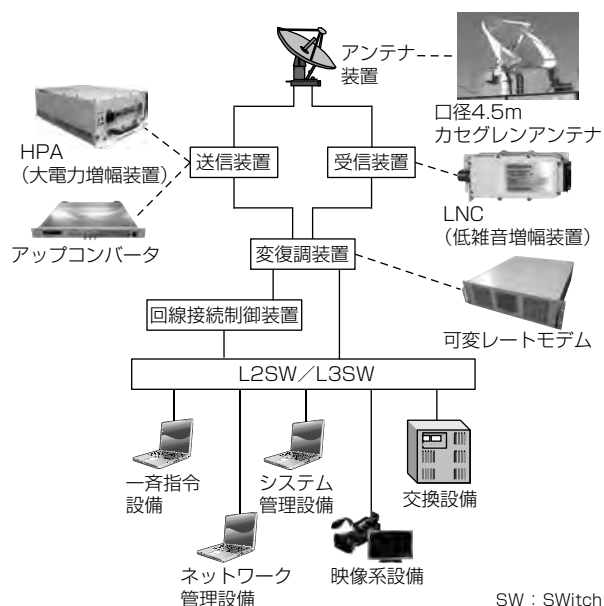 アンテナ
装置
口径4.5m
カセグレンアンテナ
HPA
（大電力増幅装置）
送信装置
受信装置
LNC
（低雑音増幅装置）
アップコンバータ
変復調装置
回線接続制御装置
可変レートモデム
L2SW／L3SW
一斉指令
設備
システム
管理設備
交換設備
ネットワーク
管理設備
映像系設備
SW：SWitch